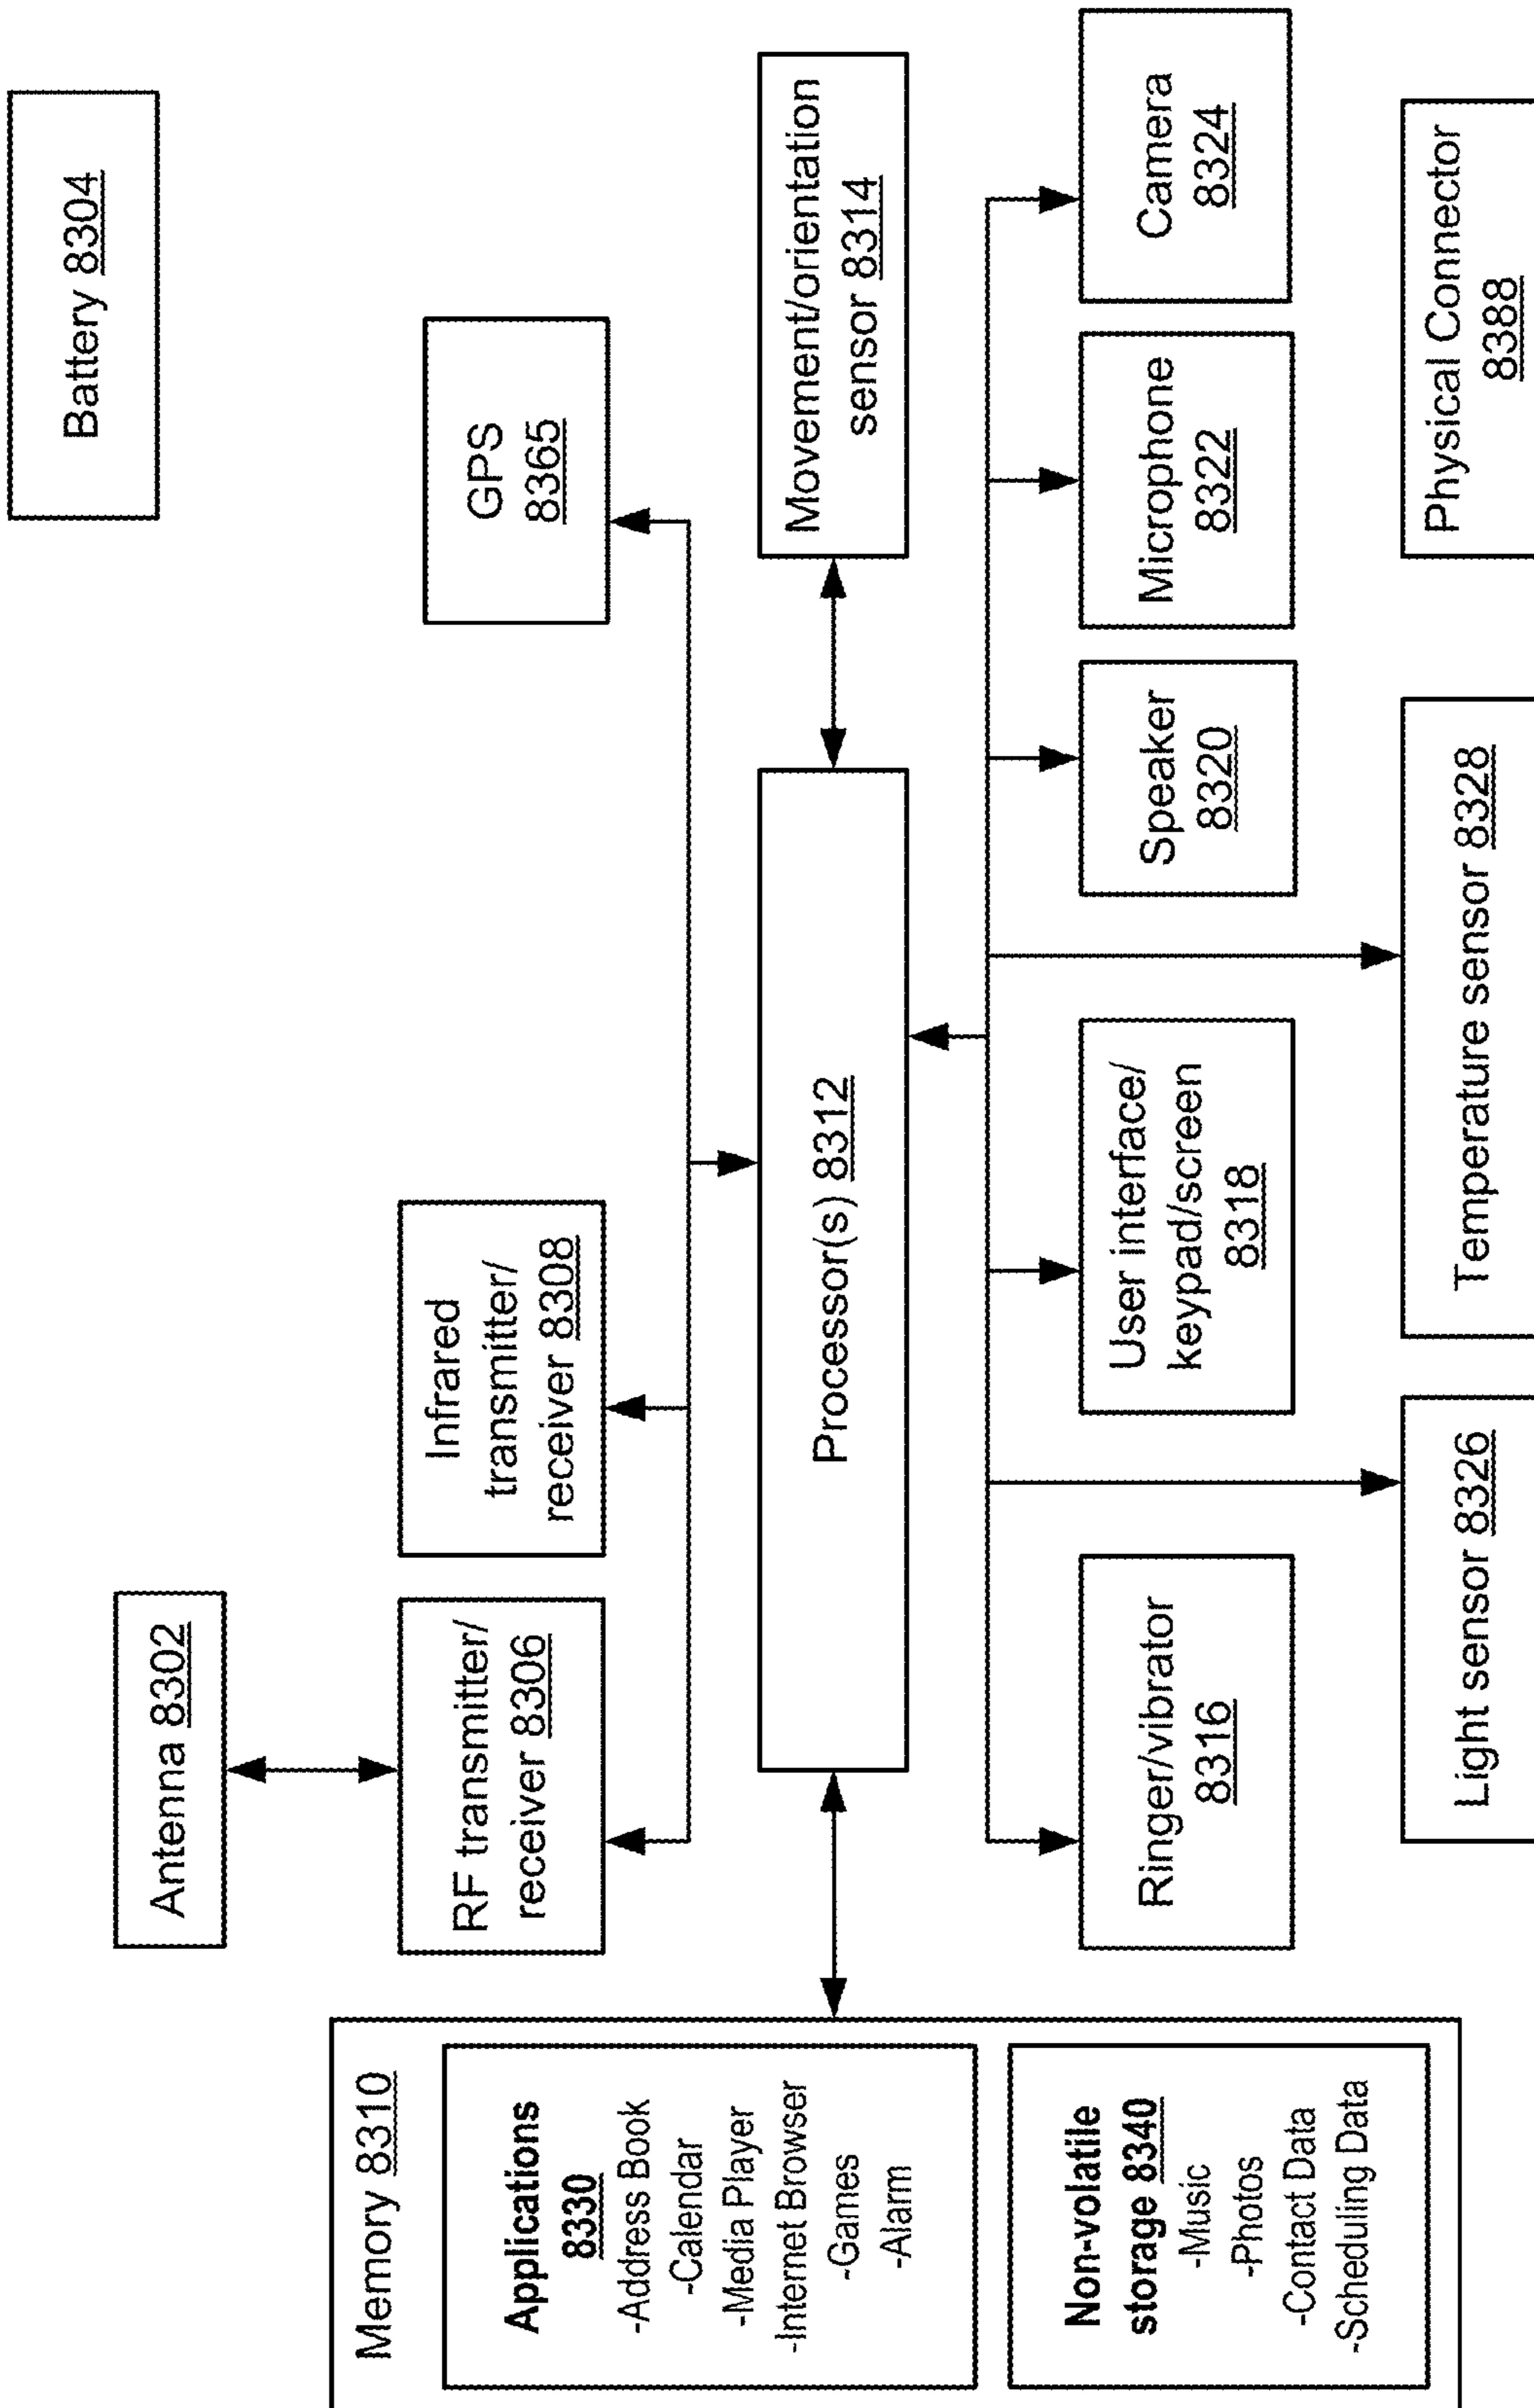 Antenna 8302
Battery 8304
RF transmitter/
receiver 8306
Infrared
transmitter/
receiver 8308
GPS
8365
Memory 8310
Applications
8330
-Address Book
-Calendar
-Media Player
-Internet Browser
-Games
-Alarm
Non-volatile
storage 8340
-Music
-Photos
-Contact Data
-Scheduling Data
Processor(s) 8312
Movement/orientation
sensor 8314
Ringer/vibrator
8316
User interface/
keypad/screen
8318
Speaker
8320
Microphone
8322
Camera
8324
Light sensor 8326
Temperature sensor 8328
Physical Connector
8388